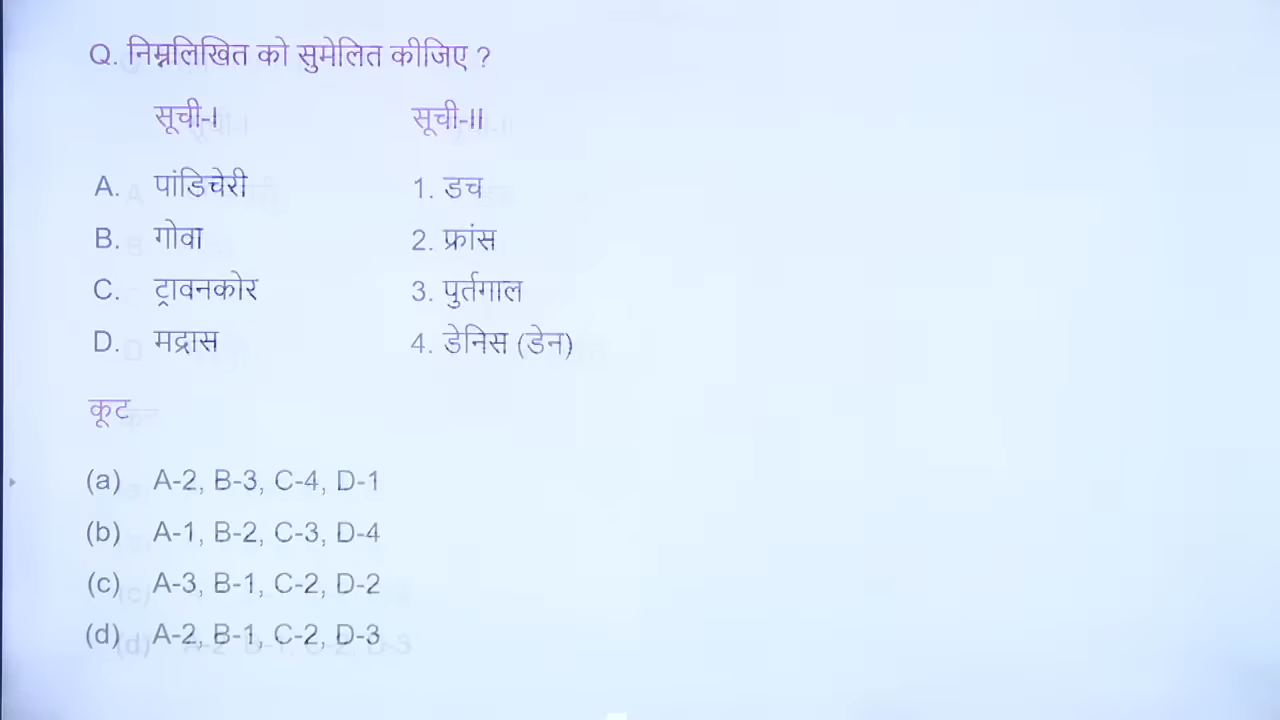 Q. निम्नलिखित को सुमेलित कीजिए ?
सूची-I सूची-II
A. पांडिचेरी 1. डच
B. गोवा 2. फ्रांस
C. ट्रावनकोर 3. पुर्तगाल
D. मद्रास 4. डेनिस (डेन)
कूट
(a) A-2, B-3, C-4, D-1
(b) A-1, B-2, C-3, D-4
(c) A-3, B-1, C-2, D-2
(d) A-2, B-1, C-2, D-3